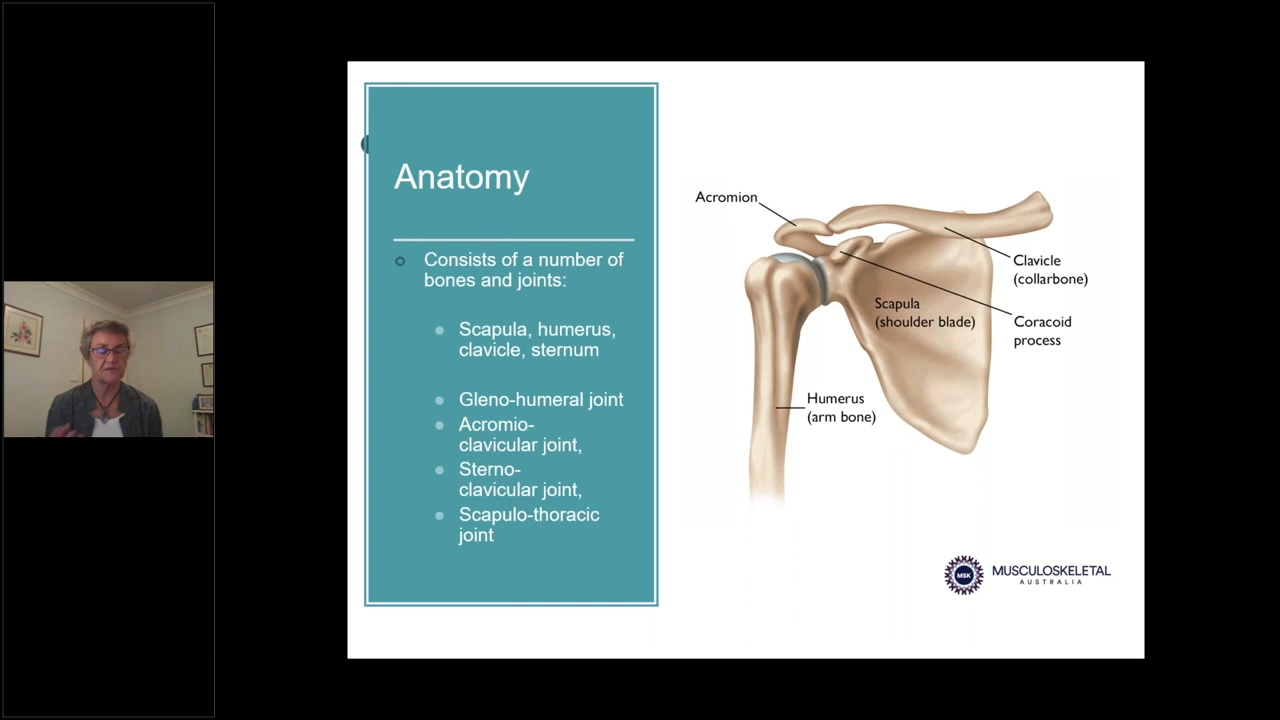 Anatomy
Consists of a number of
bones and joints:
Scapula, humerus,
clavicle, sternum
Gleno-humeral joint
Acromio-
clavicular joint,
Sterno-
clavicular joint,
Scapulo-thoracic
joint
Acromion
Clavicle
(collarbone)
Scapula
(shoulder blade)
Coracoid
process
Humerus
(arm bone)
MSK
MUSCULOSKELETAL
AUSTRALIA